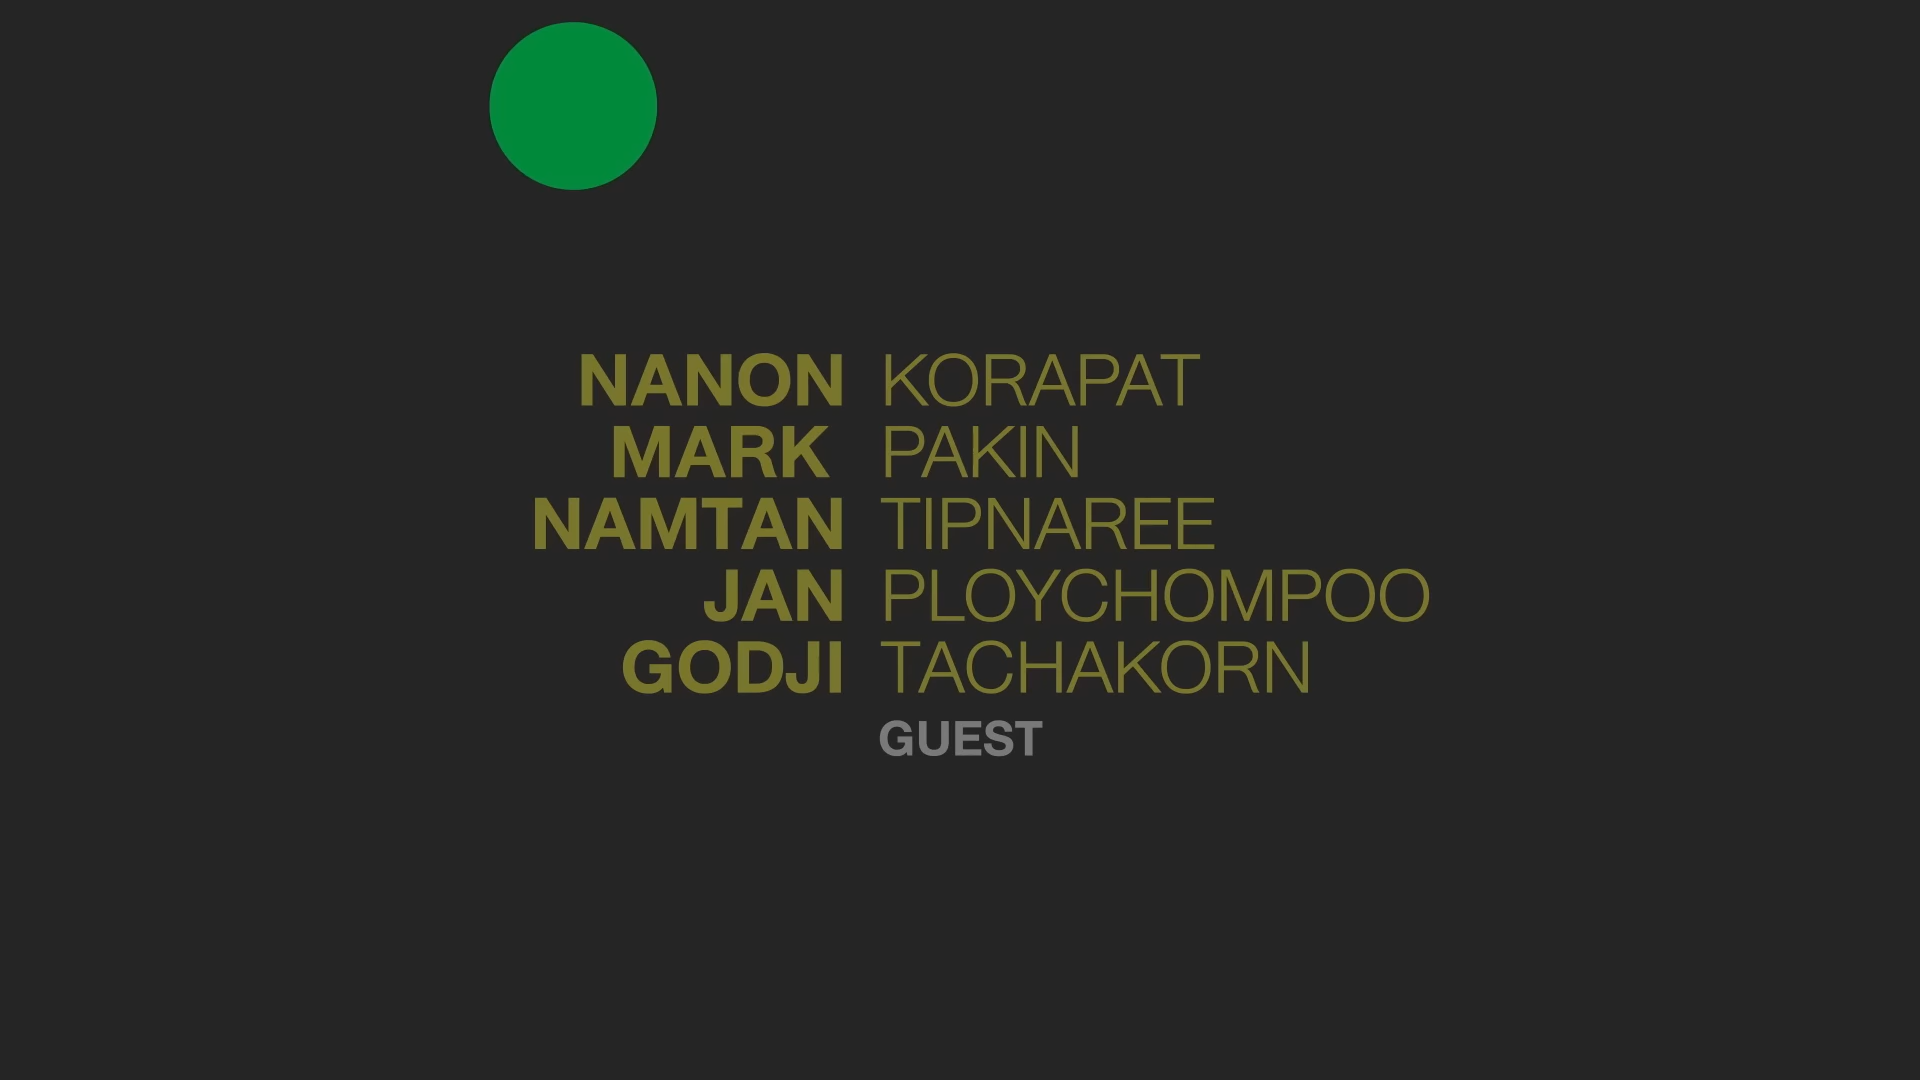 NANON KORAPAT
MARK PAKIN
NAMTAN TIPNAREE
JAN PLOYCHOMPOO
GODJI TACHAKORN
GUEST